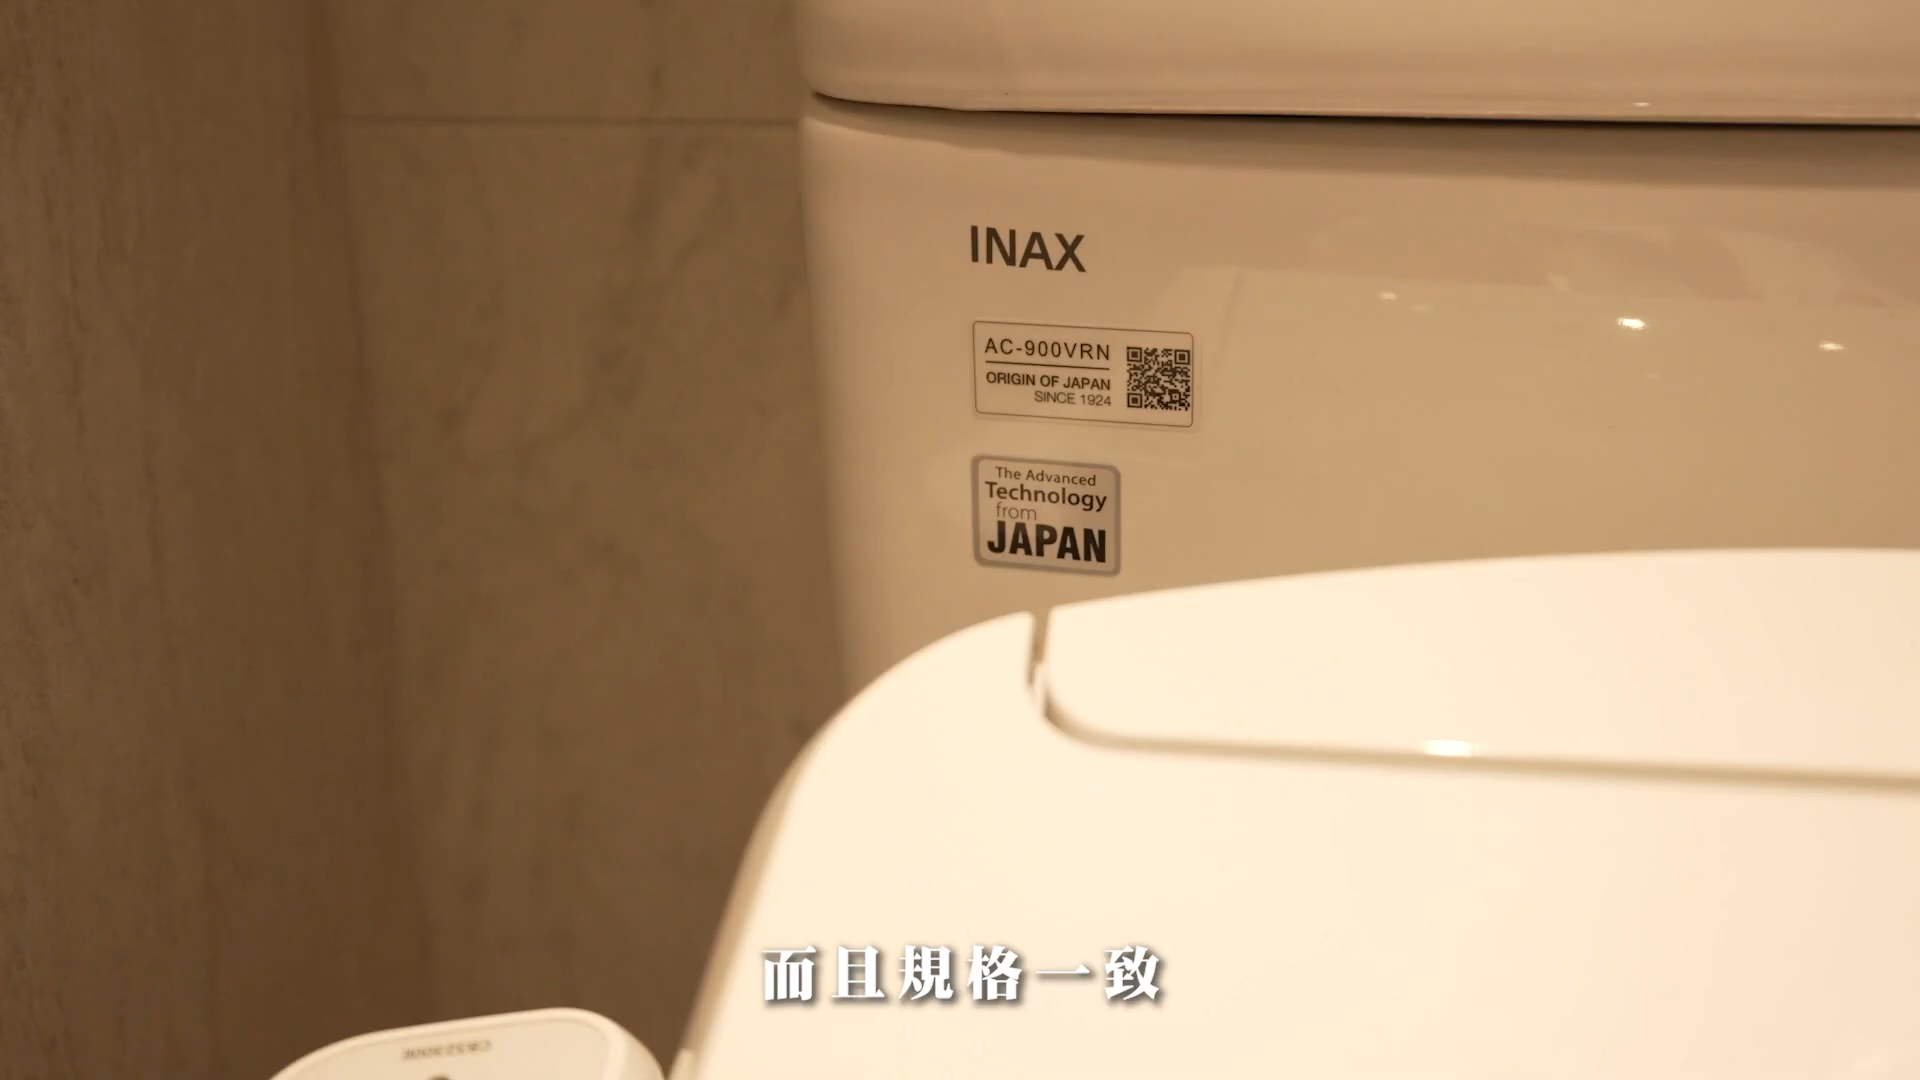 INAX
AC-900VRN
ORIGIN OF JAPAN
SINCE 1924
The Advanced
Technology
from
JAPAN
而且規格一致